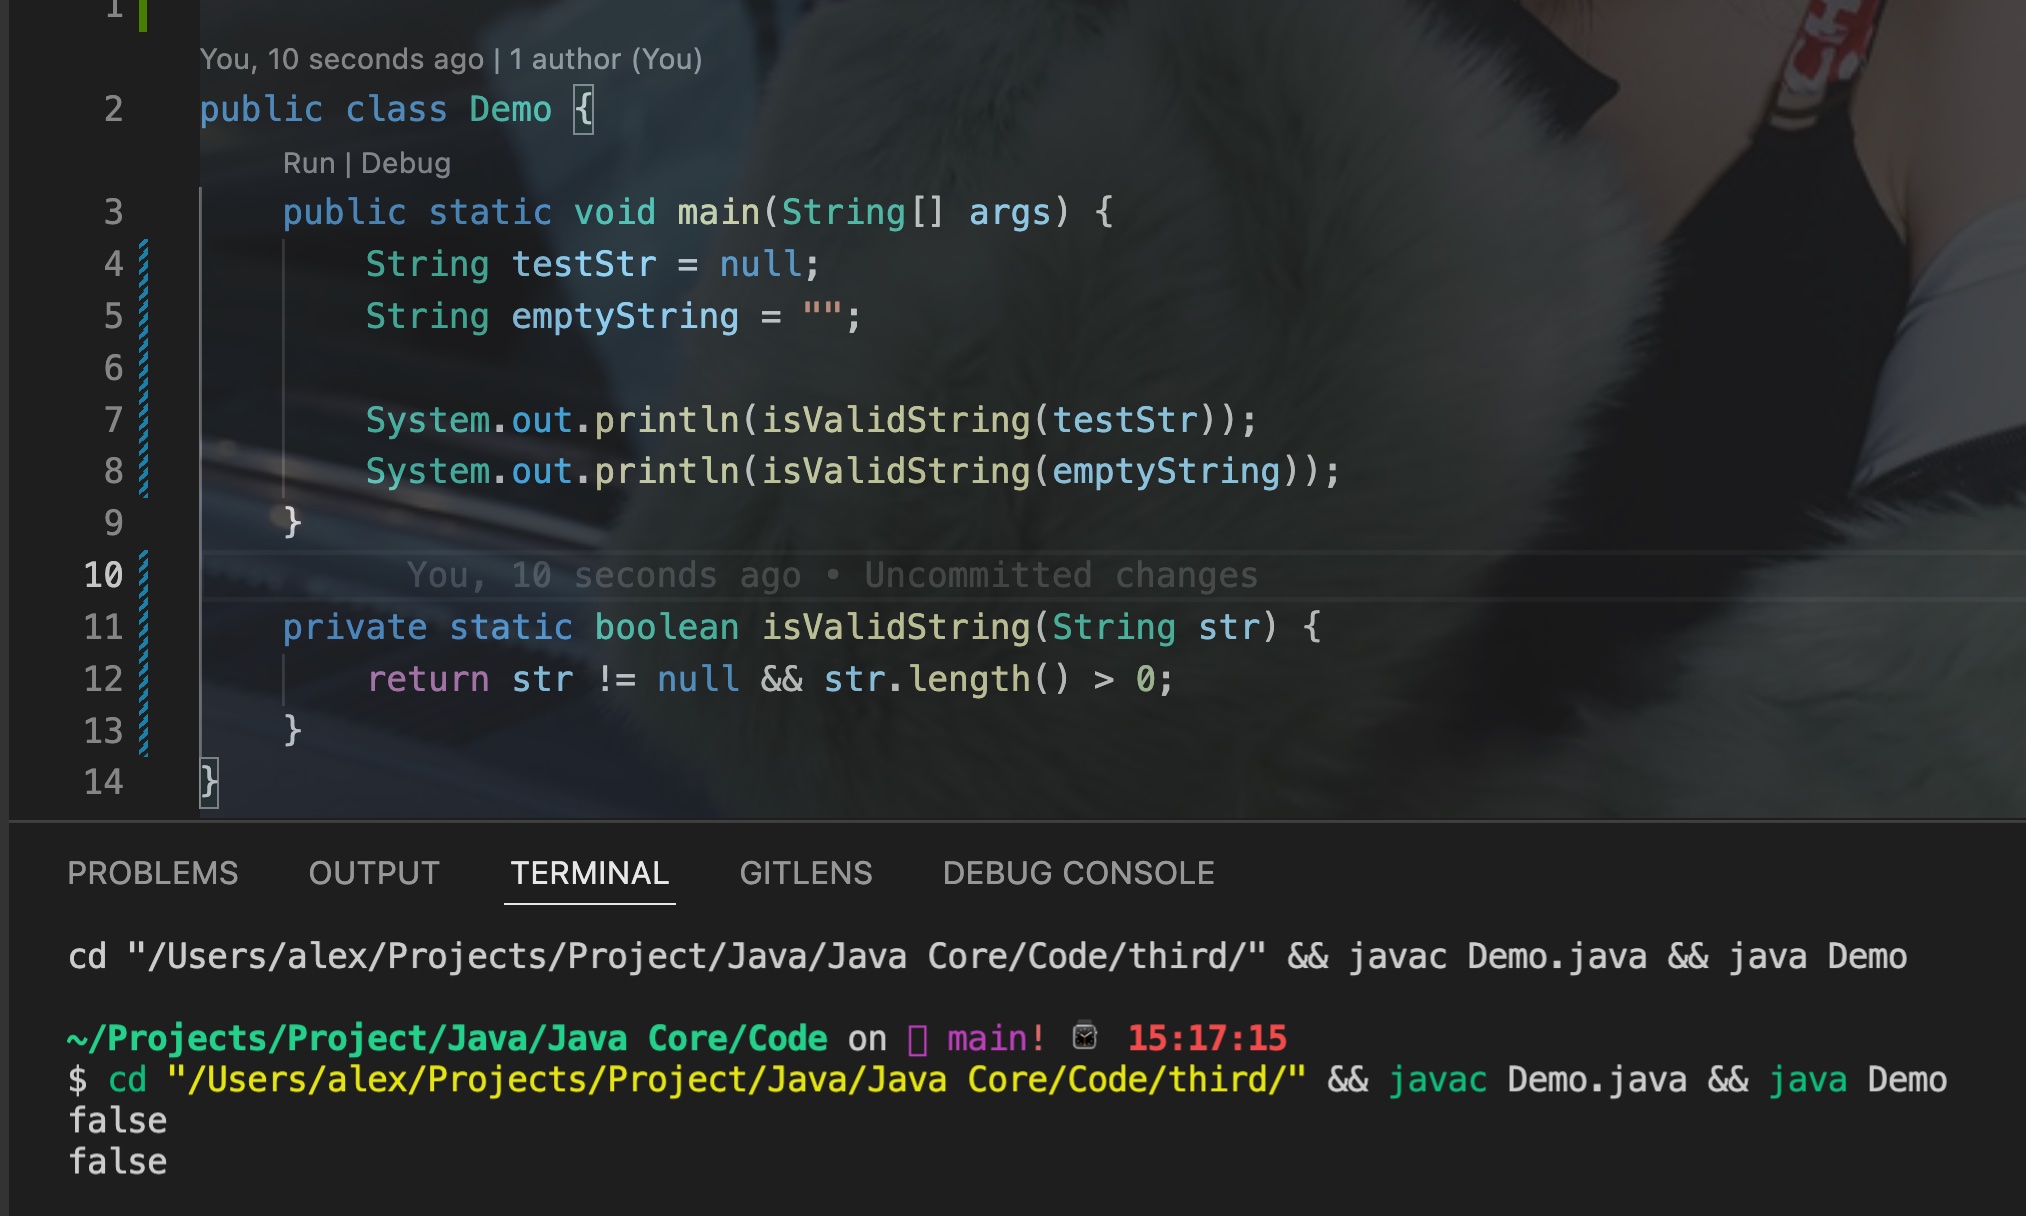 1
You, 10 seconds ago | 1 author (You)
2 public class Demo {
Run | Debug
3 public static void main(String[] args) {
4 String testStr = null;
5 String emptyString = "";
6
7 System.out.println(isValidString(testStr));
8 System.out.println(isValidString(emptyString));
9 }
10 You, 10 seconds ago • Uncommitted changes
11 private static boolean isValidString(String str) {
12 return str != null && str.length() > 0;
13 }
14 }
PROBLEMS OUTPUT TERMINAL GITLENS DEBUG CONSOLE
cd "/Users/alex/Projects/Project/Java/Java Core/Code/third/" && javac Demo.java && java Demo
~/Projects/Project/Java/Java Core/Code on main! 15:17:15
$ cd "/Users/alex/Projects/Project/Java/Java Core/Code/third/" && javac Demo.java && java Demo
false
false